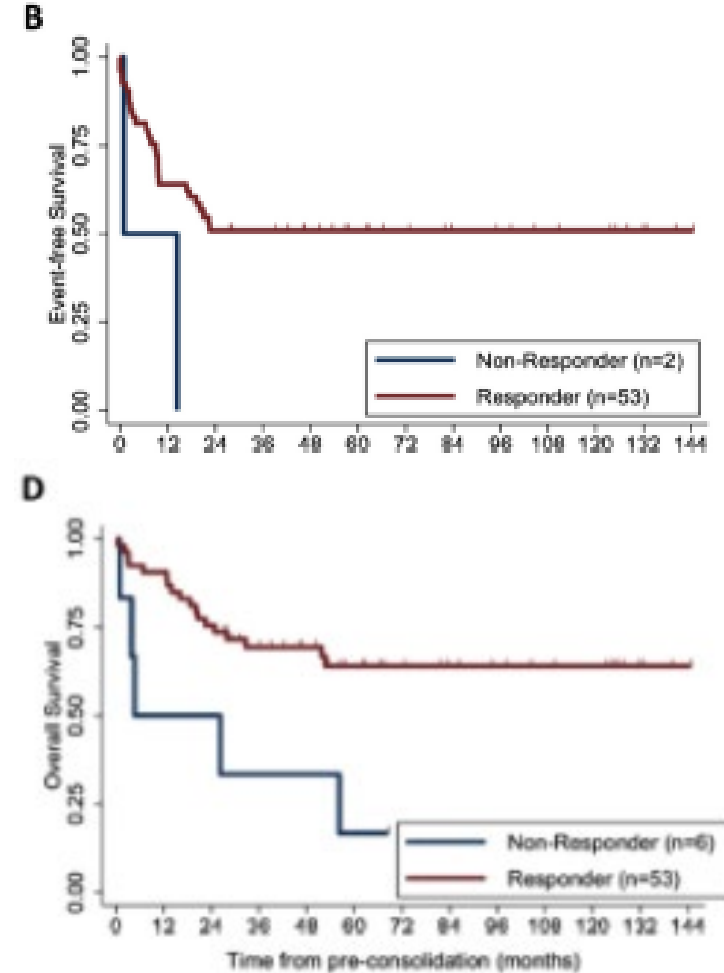 B
Event-free Survival
1.00
0.75
0.50
0.25
0.00
Non-Responder (n=2)
Responder (n=53)
0 12 24 36 48 60 72 84 96 108 120 132 144
D
Overall Survival
1.00
0.75
0.50
0.25
0.00
Non-Responder (n=6)
Responder (n=53)
0 12 24 36 48 60 72 84 96 108 120 132 144
Time from pre-consolidation (months)